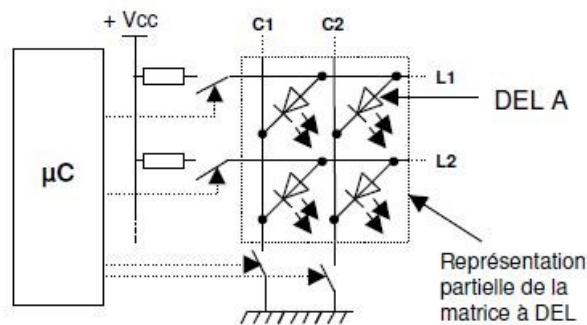 + Vcc
C1
C2
L1
DEL A
µC
L2
Représentation
partielle de la
matrice à DEL